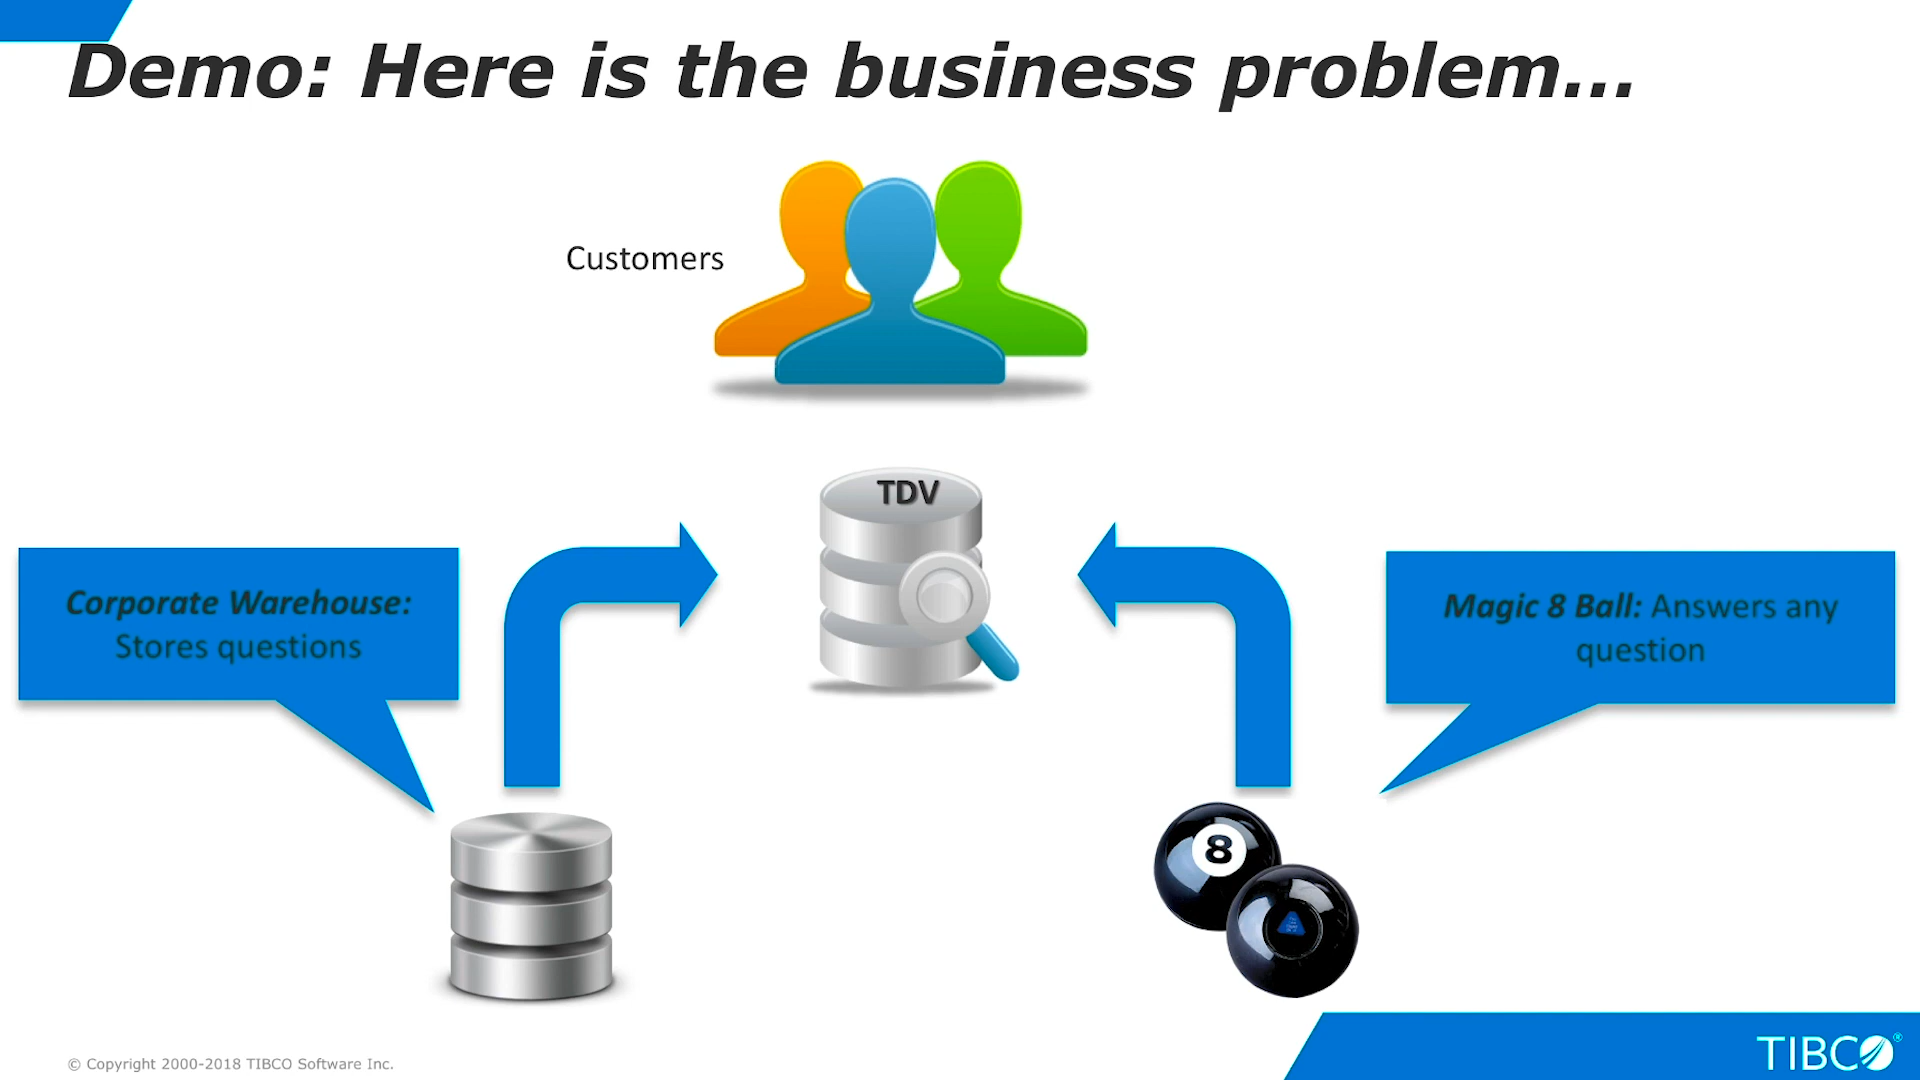 Demo: Here is the business problem...
Customers
TDV
Corporate Warehouse:
Stores questions
Magic 8 Ball: Answers any
question
8
© Copyright 2000-2018 TIBCO Software Inc.
TIBCO®